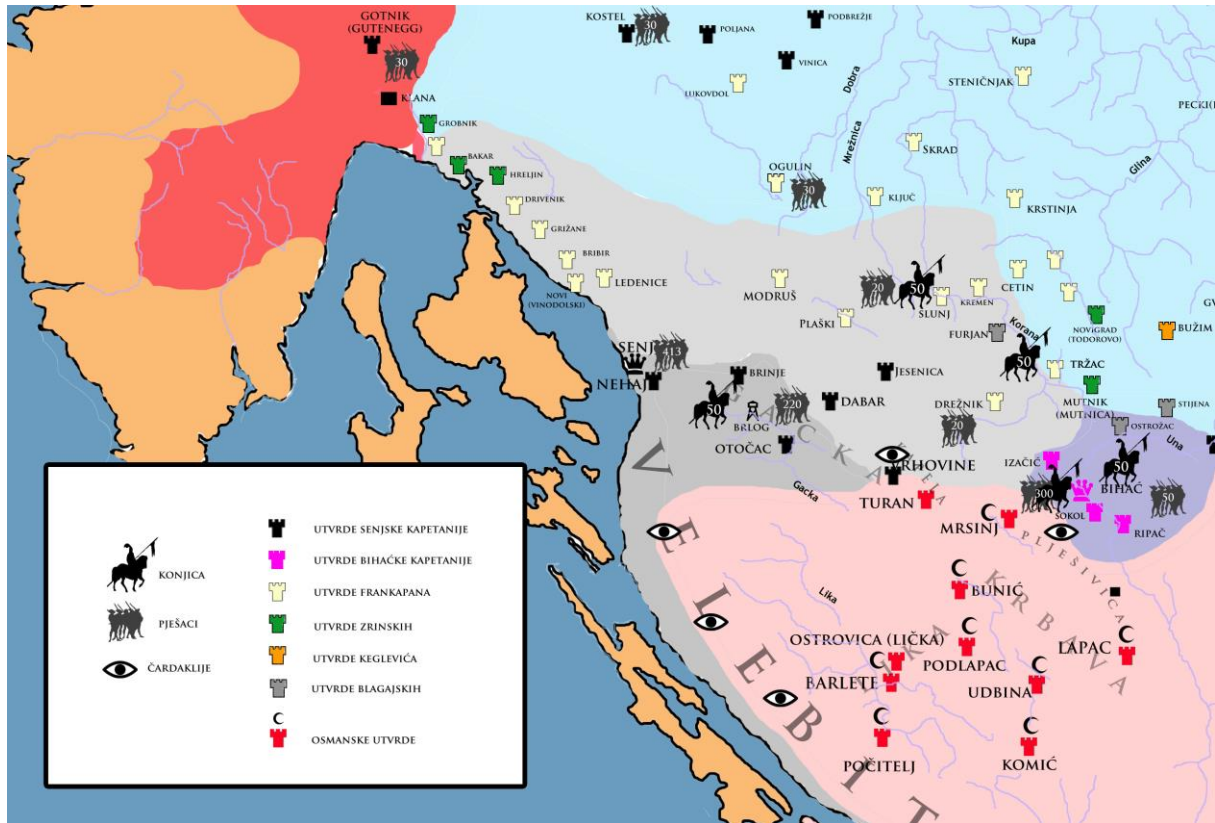 GOTNIK
(GUTENEGG)
30
KLANA
KOSTEL
30
POLJANA
PODBREŽJE
VINICA
LUKOVDOL
Dobra
Kupa
STENIČNJAK
GROBNIK
BAKAR
HRELJIN
DRIVENIK
GRIŽANE
BRIBIR
NOVI
(VINODOLSKI)
LEDENICE
OGULIN
30
Mrežnica
SKRAD
Glina
KLJUČ
KRSTINJA
MODRUŠ
20
50
SLUNJ
KREMEN
CETIN
PLAŠKI
FURJAN
Korana
50
NOVIGRAD
(TODOROVO)
BUŽIM
TRŽAC
SENJ
413
NEHAJ
BRINJE
50
BRLOG
220
JESENICA
DABAR
DREŽNIK
20
MUTNIK
(MUTNICA)
STIJENA
OSTROŽAC
Una
OTOČAC
GACKA
VRHOVINE
IZAČIĆ
50
300
BIHAĆ
50
SOKOL
RIPAČ
Gacka
TURAN
MRSINJ
PLJEŠIVICA
VELEBIT
Lika
BUNIĆ
KRBAVA
OSTROVICA (LIČKA)
PODLAPAC
LAPAC
BARLETE
UDBINA
POČITELJ
KOMIĆ
KONJICA
PJEŠACI
ČARDAKLIJE
UTVRDE SENJSKE KAPETANIJE
UTVRDE BIHAĆKE KAPETANIJE
UTVRDE FRANKAPANA
UTVRDE ZRINSKIH
UTVRDE KEGLEVIĆA
UTVRDE BLAGAJSKIH
OSMANSKE UTVRDE